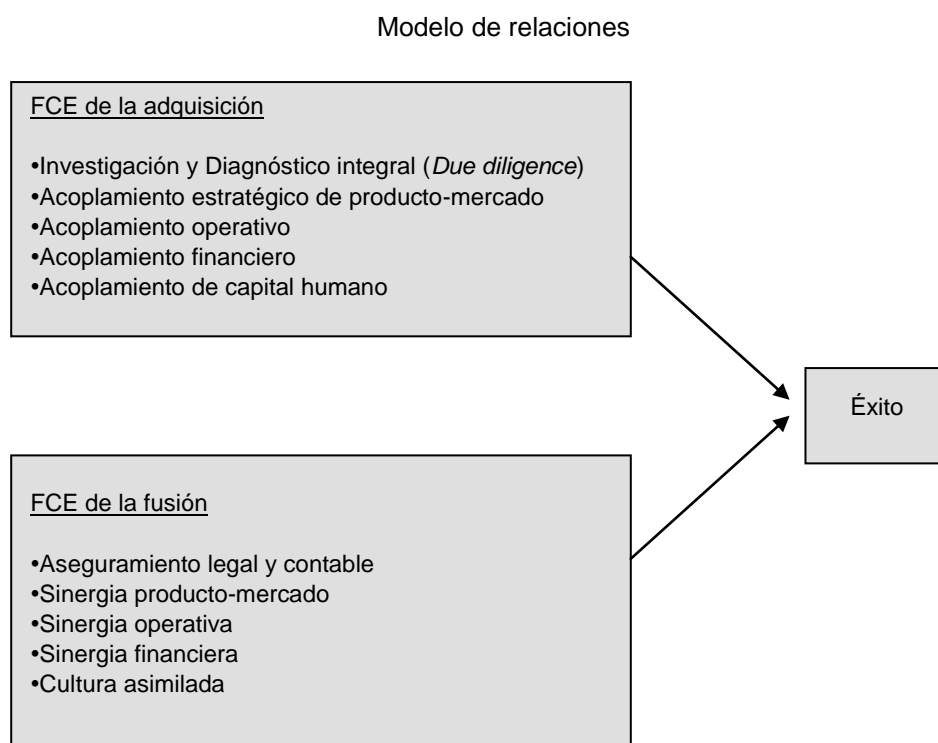 Modelo de relaciones
FCE de la adquisición
•Investigación y Diagnóstico integral (Due diligence)
•Acoplamiento estratégico de producto-mercado
•Acoplamiento operativo
•Acoplamiento financiero
•Acoplamiento de capital humano
Éxito
FCE de la fusión
•Aseguramiento legal y contable
•Sinergia producto-mercado
•Sinergia operativa
•Sinergia financiera
•Cultura asimilada